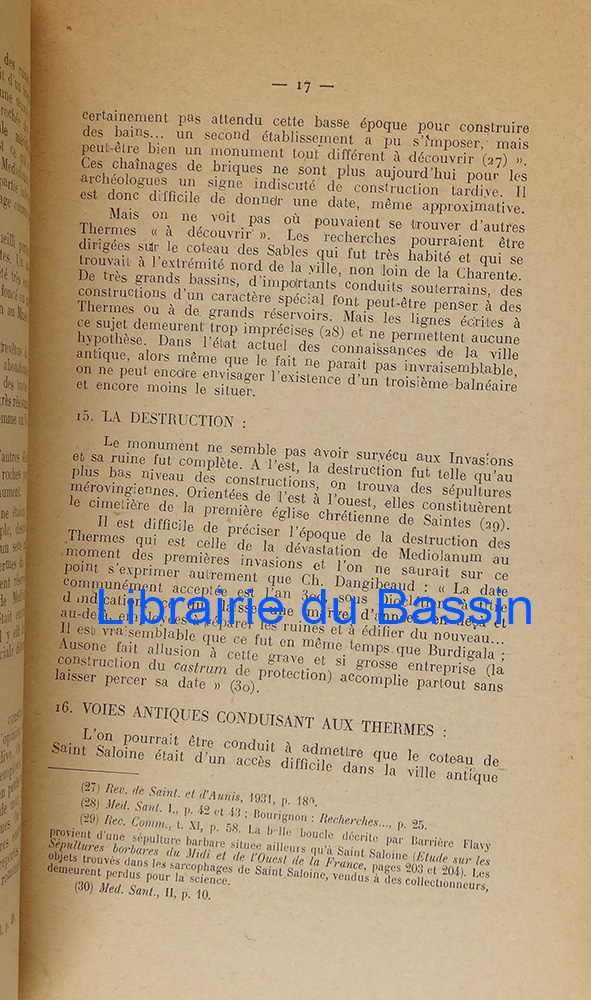 — 17 —
certainement pas attendu cette basse époque pour construire
des bains... un second établissement a pu s'imposer, mais
peut-être bien un monument tout différent à découvrir (27) ».
Ces chaînages de briques ne sont plus aujourd'hui pour les
archéologues un signe indiscuté de construction tardive. Il
est donc difficile de donner une date, même approximative.
Mais on ne voit pas où pouvaient se trouver d'autres
Thermes « à découvrir ». Les recherches pourraient être
dirigées sur le coteau des Sables qui fut très habité et qui se
trouvait à l'extrémité nord de la ville, non loin de la Charente.
De très grands bassins, d'importants conduits souterrains, des
constructions d'un caractère spécial font peut-être penser à des
Thermes ou à de grands réservoirs. Mais les lignes écrites à
ce sujet demeurent trop imprécises (28) et ne permettent aucune
hypothèse. Dans l'état actuel des connaissances de la ville
antique, alors même que le fait ne parait pas invraisemblable,
on ne peut encore envisager l'existence d'un troisième balnéaire
et encore moins le situer.
15. LA DESTRUCTION :
Le monument ne semble pas avoir survécu aux Invasions
et sa ruine fut complète. A l'est, la destruction fut telle qu'au
plus bas niveau des constructions, on trouva des sépultures
mérovingiennes. Orientées de l'est à l'ouest, elles constituèrent
le cimetière de la première église chrétienne de Saintes (29).
Il est difficile de préciser l'époque de la destruction des
Thermes qui est celle de la dévastation de Mediolanum au
moment des premières invasions et l'on ne saurait sur ce
point s'exprimer autrement que Ch. Dangibeaud : « La date
communément acceptée est l'an 3 sous Dioclétien, à titre
d'indication
Librairie du Bassin
au-delà employées à réparer les ruines et à édifier du nouveau...
Il est vraisemblable que ce fut en même temps que Burdigala ;
Ausone fait allusion à cette grave et si grosse entreprise (la
construction du castrum de protection) accomplie partout sans
laisser percer sa date » (30).
16. VOIES ANTIQUES CONDUISANT AUX THERMES :
L'on pourrait être conduit à admettre que le coteau de
Saint Saloine était d'un accès difficile dans la ville antique
(27) Rev. de Saint. et d'Aunis, 1931, p.
(28) Med. Sant. I., p. 42 et 43 ; Bourignon : Recherches..., p. 25.
(29) Rec. Comm., t. XI, p. 58. La belle boucle décrite par Barrière Flavy
provient d'une sépulture barbare située ailleurs qu'à Saint Saloine (Etude sur les
Sépultures borbares du Midi et de l'Ouest de la France, pages 203 et 204). Les
objets trouvés dans les sarcophages de Saint Saloine, vendus à des collectionneurs,
demeurent perdus pour la science.
(30) Med. Sant., II, p. 10.